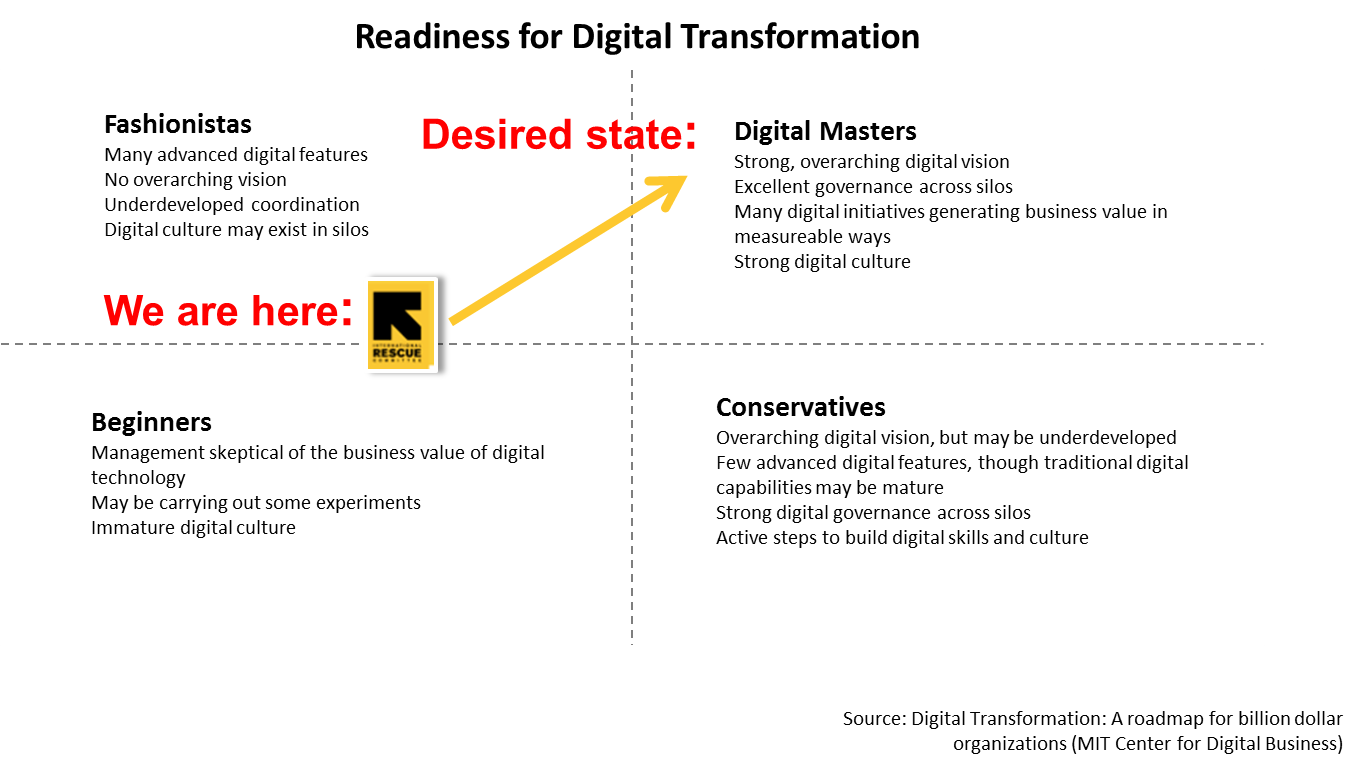 Readiness for Digital Transformation
Fashionistas
Many advanced digital features
No overarching vision
Underdeveloped coordination
Digital culture may exist in silos
Desired state:
Digital Masters
Strong, overarching digital vision
Excellent governance across silos
Many digital initiatives generating business value in
measureable ways
Strong digital culture
We are here:
INTERNATIONAL
RESCUE
COMMITTEE
Beginners
Management skeptical of the business value of digital
technology
May be carrying out some experiments
Immature digital culture
Conservatives
Overarching digital vision, but may be underdeveloped
Few advanced digital features, though traditional digital
capabilities may be mature
Strong digital governance across silos
Active steps to build digital skills and culture
Source: Digital Transformation: A roadmap for billion dollar
organizations (MIT Center for Digital Business)